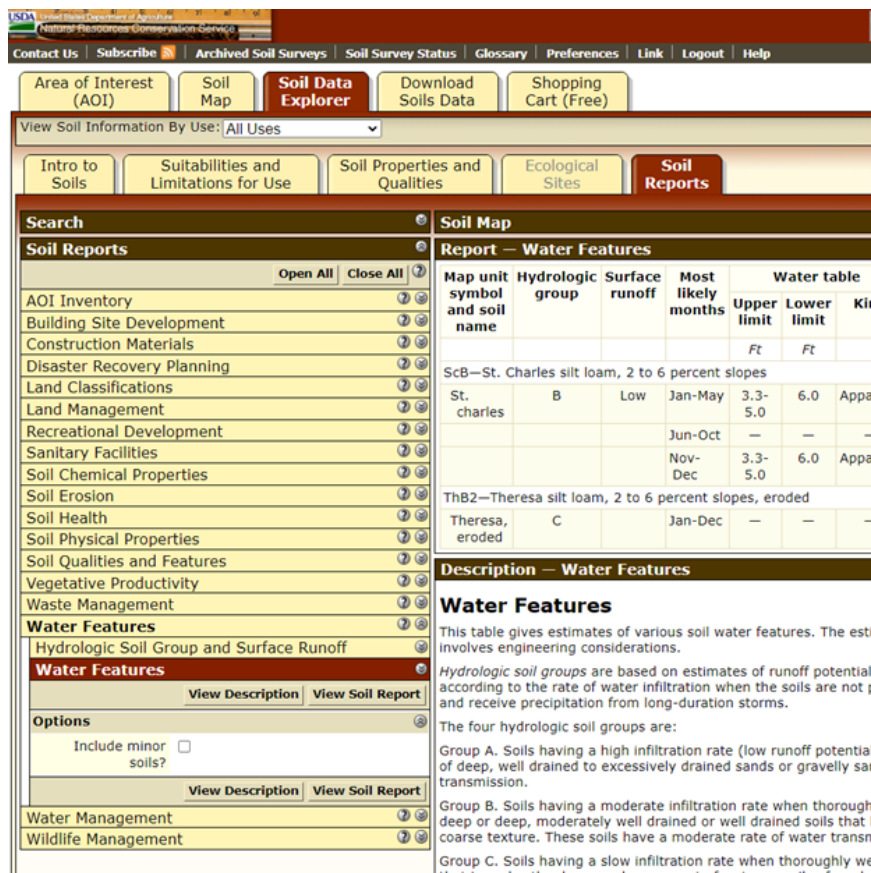 USDA United States Department of Agriculture
Natural Resources Conservation Service
Contact Us | Subscribe | Archived Soil Surveys | Soil Survey Status | Glossary | Preferences | Link | Logout | Help
Area of Interest (AOI)
Soil Map
Soil Data Explorer
Download Soils Data
Shopping Cart (Free)
View Soil Information By Use: All Uses
Intro to Soils
Suitabilities and Limitations for Use
Soil Properties and Qualities
Ecological Sites
Soil Reports
Search
Soil Reports
Open All Close All
AOI Inventory
Building Site Development
Construction Materials
Disaster Recovery Planning
Land Classifications
Land Management
Recreational Development
Sanitary Facilities
Soil Chemical Properties
Soil Erosion
Soil Health
Soil Physical Properties
Soil Qualities and Features
Vegetative Productivity
Waste Management
Water Features
Hydrologic Soil Group and Surface Runoff
Water Features
View Description View Soil Report
Options
Include minor soils?
View Description View Soil Report
Water Management
Wildlife Management
Soil Map
Report — Water Features
Map unit symbol and soil name
Hydrologic group
Surface runoff
Most likely months
Water table
Upper limit
Lower limit
Ki
Ft Ft
ScB—St. Charles silt loam, 2 to 6 percent slopes
St. charles B Low Jan-May 3.3-5.0 6.0 Appa
Jun-Oct — — —
Nov-Dec 3.3-5.0 6.0 Appa
ThB2—Theresa silt loam, 2 to 6 percent slopes, eroded
Theresa, eroded C Jan-Dec — — —
Description — Water Features
Water Features
This table gives estimates of various soil water features. The esti
involves engineering considerations.
Hydrologic soil groups are based on estimates of runoff potential
according to the rate of water infiltration when the soils are not p
and receive precipitation from long-duration storms.
The four hydrologic soil groups are:
Group A. Soils having a high infiltration rate (low runoff potential
of deep, well drained to excessively drained sands or gravelly sa
transmission.
Group B. Soils having a moderate infiltration rate when thorough
deep or deep, moderately well drained or well drained soils that
coarse texture. These soils have a moderate rate of water transm
Group C. Soils having a slow infiltration rate when thoroughly we